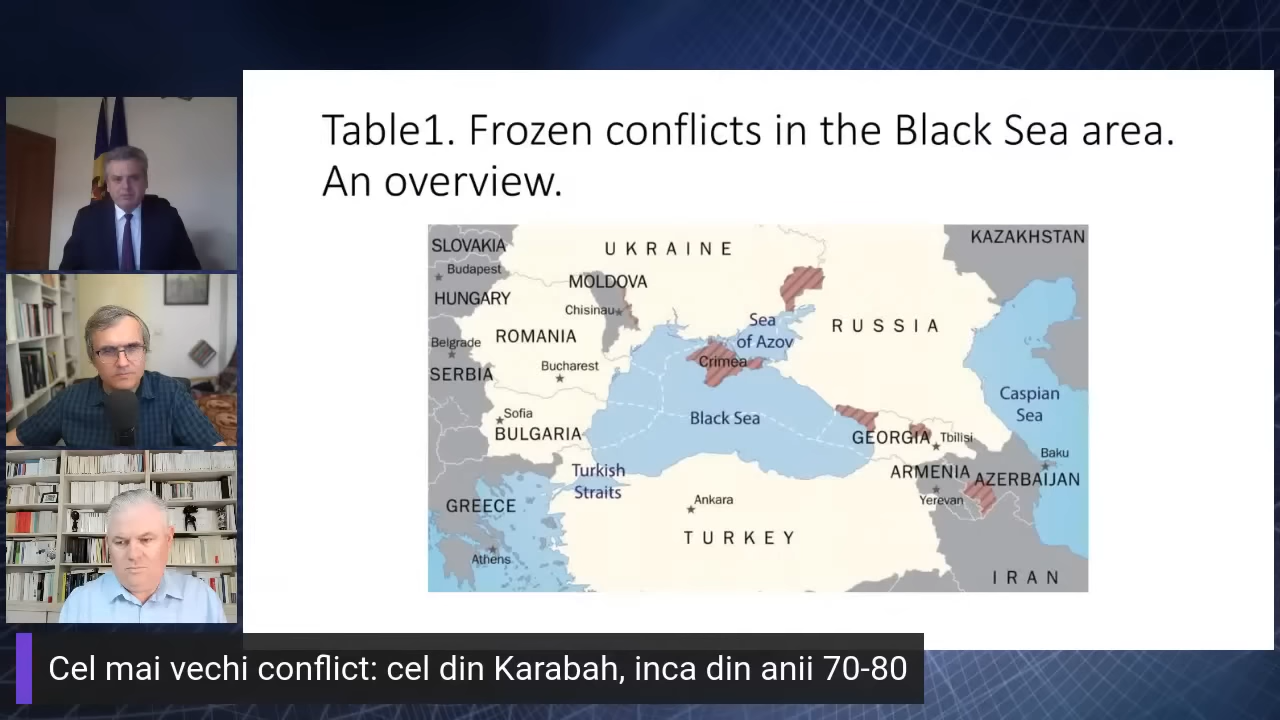 Table1. Frozen conflicts in the Black Sea area.
An overview.
SLOVAKIA
UKRAINE
KAZAKHSTAN
Budapest
MOLDOVA
HUNGARY
Chisinau
Sea
of Azov
RUSSIA
ROMANIA
Belgrade
Crimea
Bucharest
SERBIA
Caspian
Sea
Sofia
Black Sea
BULGARIA
GEORGIA
Tbilisi
Baku
Turkish
Straits
ARMENIA
AZERBAIJAN
Yerevan
Ankara
GREECE
TURKEY
Athens
IRAN
Cel mai vechi conflict: cel din Karabah, inca din anii 70-80